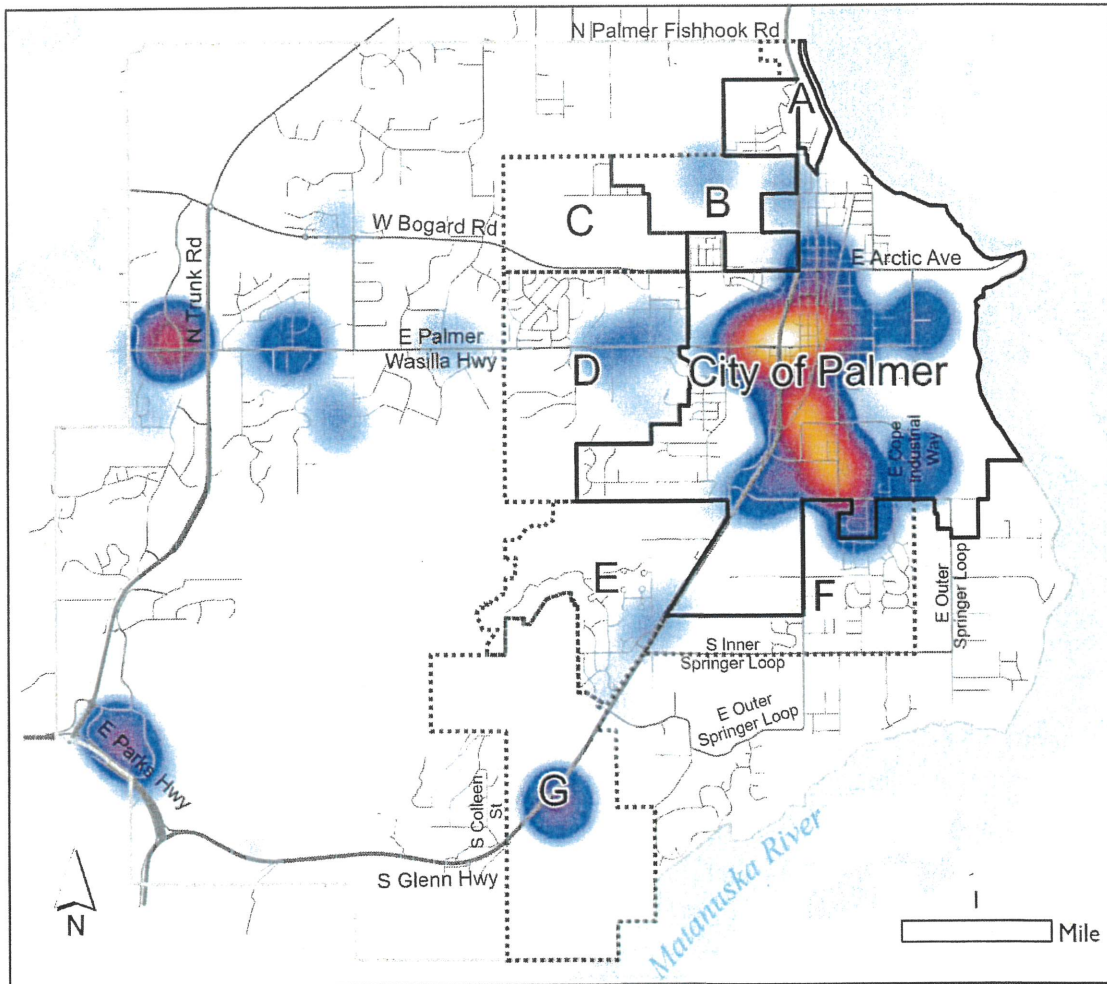 N Palmer Fishhook Rd
A
B
C
W Bogard Rd
E Arctic Ave
N Trunk Rd
E Palmer
Wasilla Hwy
D
City of Palmer
E Cope
Industrial
Way
E
F
E Outer
Springer Loop
S Inner
Springer Loop
E Outer
Springer Loop
E Parks Hwy
G
S Colleen
St
S Glenn Hwy
Matanuska River
N
1
Mile